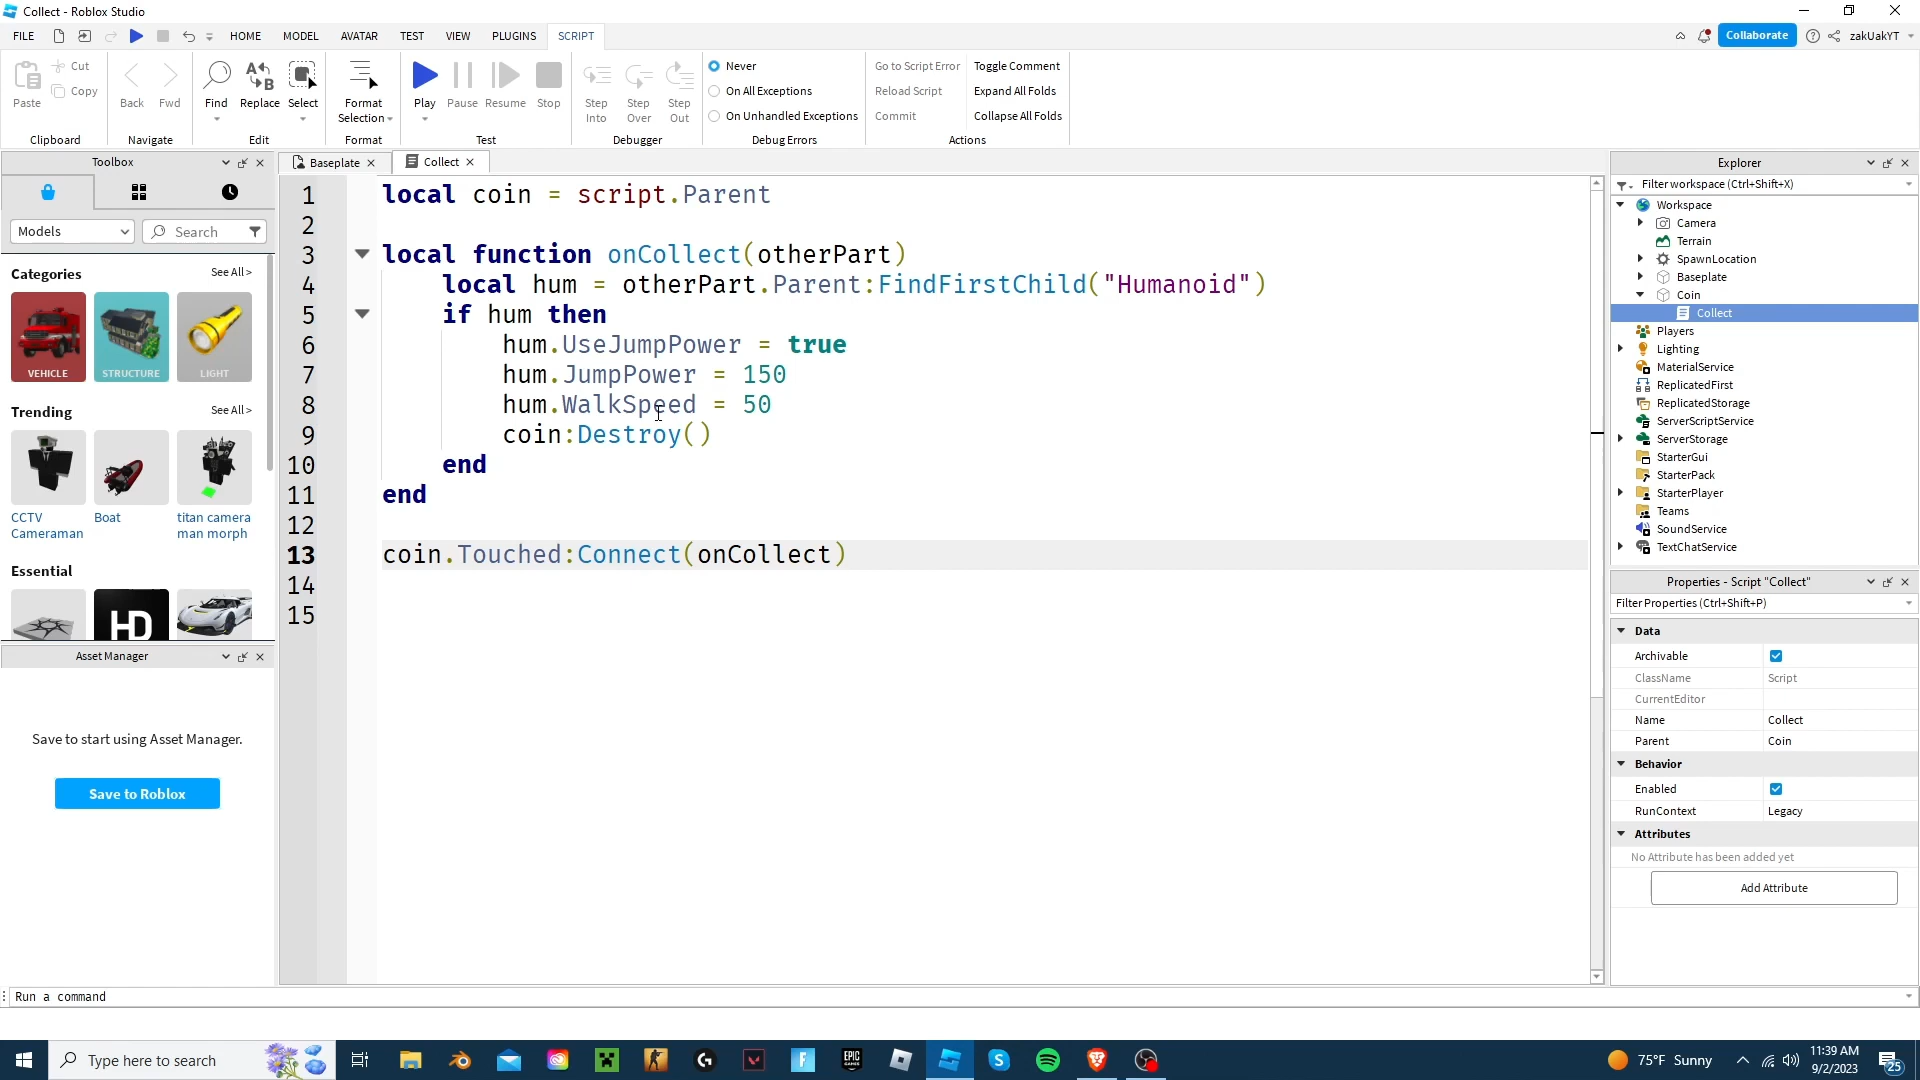 Collect - Roblox Studio
FILE HOME MODEL AVATAR TEST VIEW PLUGINS SCRIPT Collaborate zakUakYT
Paste Cut Copy Back Fwd Find Replace Select Format Selection Play Pause Resume Stop Step Into Step Over Step Out
Never Go to Script Error Toggle Comment
On All Exceptions Reload Script Expand All Folds
On Unhandled Exceptions Commit Collapse All Folds
Clipboard Navigate Edit Format Test Debugger Debug Errors Actions
Toolbox
Models Search
Categories See All >
VEHICLE STRUCTURE LIGHT
Trending See All >
CCTV Cameraman Boat titan camera man morph
Essential
HD
Asset Manager
Save to start using Asset Manager.
Save to Roblox
Baseplate Collect
1 local coin = script.Parent
2
3 local function onCollect(otherPart)
4 local hum = otherPart.Parent:FindFirstChild("Humanoid")
5 if hum then
6 hum.UseJumpPower = true
7 hum.JumpPower = 150
8 hum.WalkSpeed = 50
9 coin:Destroy()
10 end
11 end
12
13 coin.Touched:Connect(onCollect)
14
15
Explorer
Filter workspace (Ctrl+Shift+X)
Workspace
Camera
Terrain
SpawnLocation
Baseplate
Coin
Collect
Players
Lighting
MaterialService
ReplicatedFirst
ReplicatedStorage
ServerScriptService
ServerStorage
StarterGui
StarterPack
StarterPlayer
Teams
SoundService
TextChatService
Properties - Script "Collect"
Filter Properties (Ctrl+Shift+P)
Data
Archivable
ClassName Script
CurrentEditor
Name Collect
Parent Coin
Behavior
Enabled
RunContext Legacy
Attributes
No Attribute has been added yet
Add Attribute
Run a command
Type here to search
EPIC GAMES
75°F Sunny
11:39 AM
9/2/2023
25